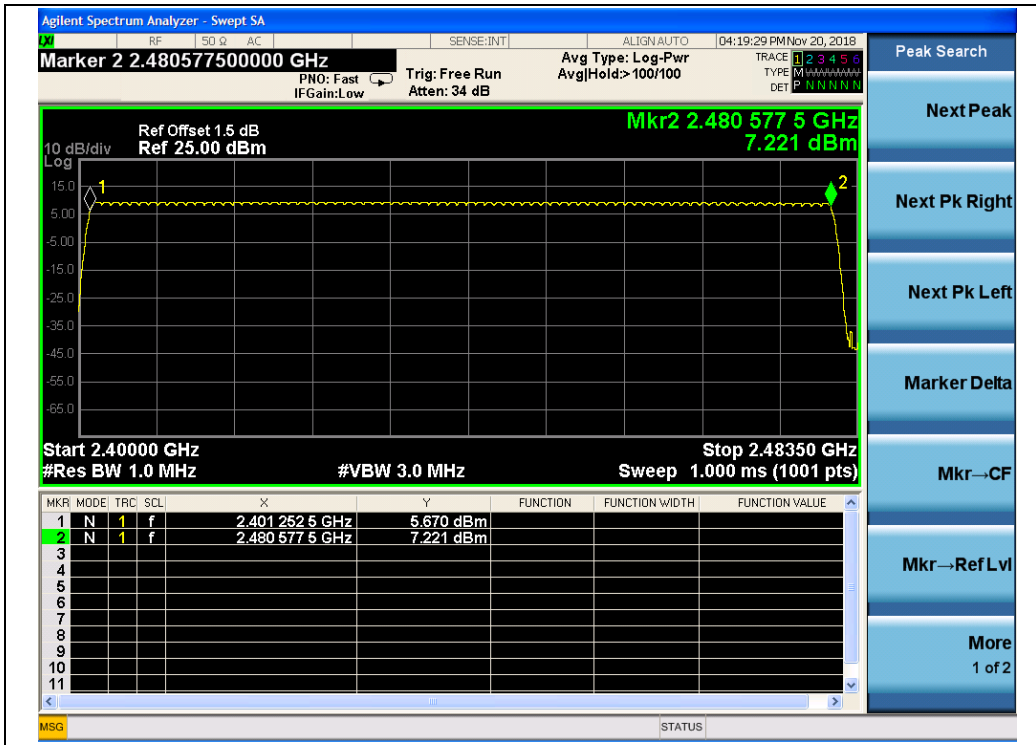 Agilent Spectrum Analyzer - Swept SA
LXI RF 50 Ω AC SENSE:INT ALIGN AUTO 04:19:29 PM Nov 20, 2018
Marker 2 2.480577500000 GHz
PNO: Fast
IFGain:Low
Trig: Free Run
Atten: 34 dB
Avg Type: Log-Pwr
Avg|Hold:>100/100
TRACE 1 2 3 4 5 6
TYPE M
DET P N N N N N
Mkr2 2.480 577 5 GHz
7.221 dBm
Ref Offset 1.5 dB
10 dB/div Ref 25.00 dBm
Log
15.0
5.00
-5.00
-15.0
-25.0
-35.0
-45.0
-55.0
-65.0
1
2
Start 2.40000 GHz Stop 2.48350 GHz
#Res BW 1.0 MHz #VBW 3.0 MHz Sweep 1.000 ms (1001 pts)
MKR MODE TRC SCL X Y FUNCTION FUNCTION WIDTH FUNCTION VALUE
1 N 1 f 2.401 252 5 GHz 5.670 dBm
2 N 1 f 2.480 577 5 GHz 7.221 dBm
3
4
5
6
7
8
9
10
11
MSG STATUS
Peak Search
Next Peak
Next Pk Right
Next Pk Left
Marker Delta
Mkr→CF
Mkr→Ref Lvl
More
1 of 2